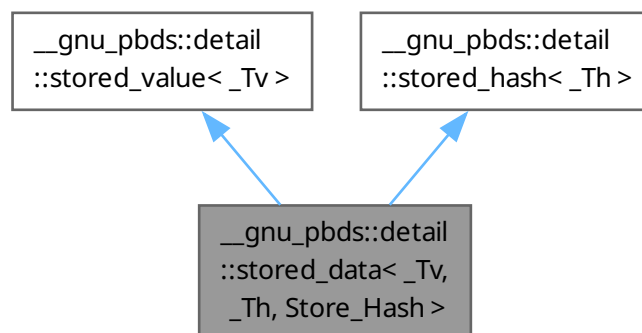 __gnu_pbds::detail
::stored_value< _Tv >
__gnu_pbds::detail
::stored_hash< _Th >
__gnu_pbds::detail
::stored_data< _Tv,
_Th, Store_Hash >